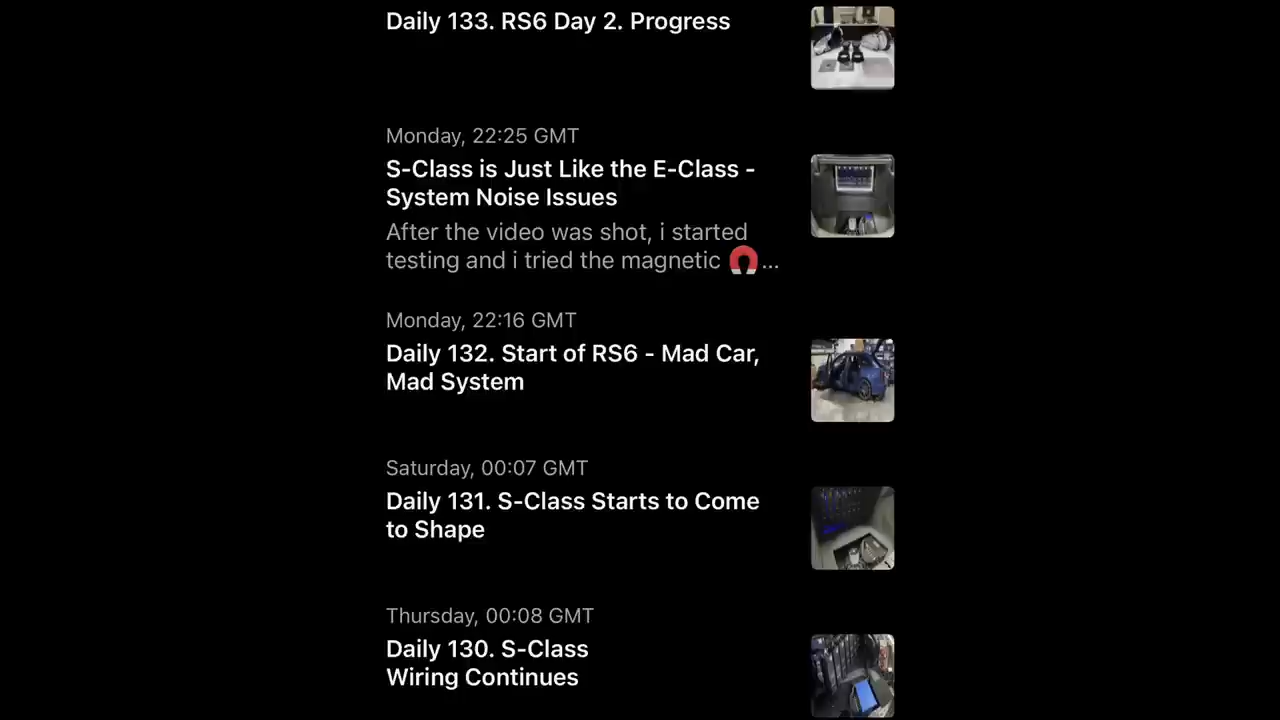 Daily 133. RS6 Day 2. Progress
Monday, 22:25 GMT
S-Class is Just Like the E-Class -
System Noise Issues
After the video was shot, i started
testing and i tried the magnetic 🧲...
Monday, 22:16 GMT
Daily 132. Start of RS6 - Mad Car,
Mad System
Saturday, 00:07 GMT
Daily 131. S-Class Starts to Come
to Shape
Thursday, 00:08 GMT
Daily 130. S-Class
Wiring Continues